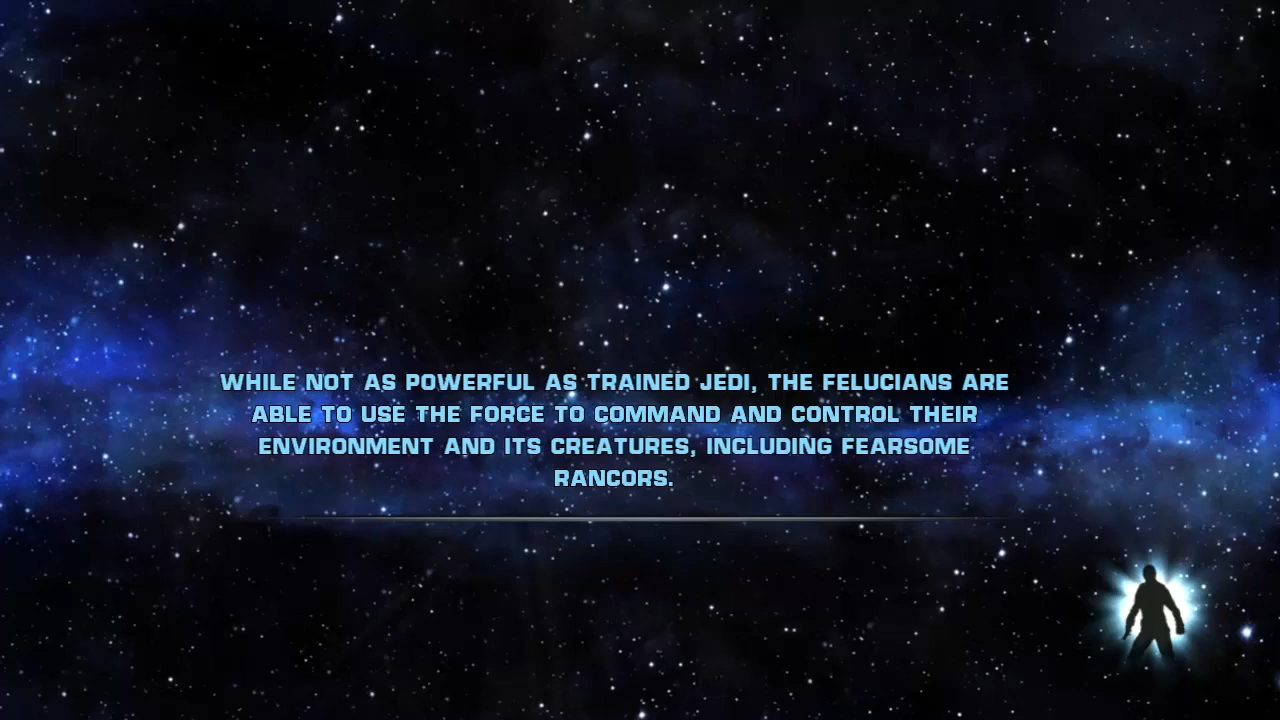 WHILE NOT AS POWERFUL AS TRAINED JEDI, THE FELUCIANS ARE
ABLE TO USE THE FORCE TO COMMAND AND CONTROL THEIR
ENVIRONMENT AND ITS CREATURES, INCLUDING FEARSOME
RANCORS.